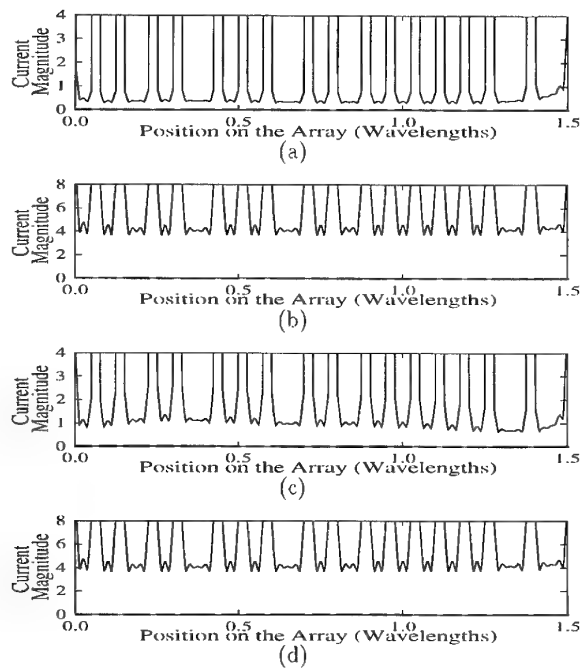 4
3
2
1
0
Current
Magnitude
0.0 0.5 1.0 1.5
Position on the Array (Wavelengths)
(a)
8
6
4
2
0
Current
Magnitude
0.0 0.5 1.0 1.5
Position on the Array (Wavelengths)
(b)
4
3
2
1
0
Current
Magnitude
0.0 0.5 1.0 1.5
Position on the Array (Wavelengths)
(c)
8
6
4
2
0
Current
Magnitude
0.0 0.5 1.0 1.5
Position on the Array (Wavelengths)
(d)